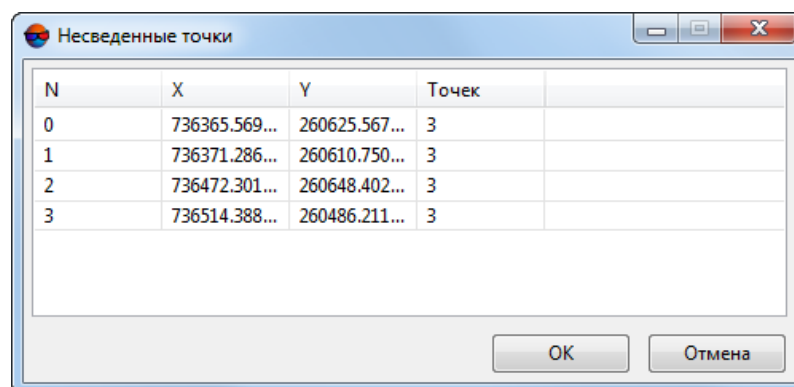 Несведенные точки
N X Y Точек
0 736365.569... 260625.567... 3
1 736371.286... 260610.750... 3
2 736472.301... 260648.402... 3
3 736514.388... 260486.211... 3
OK Отмена